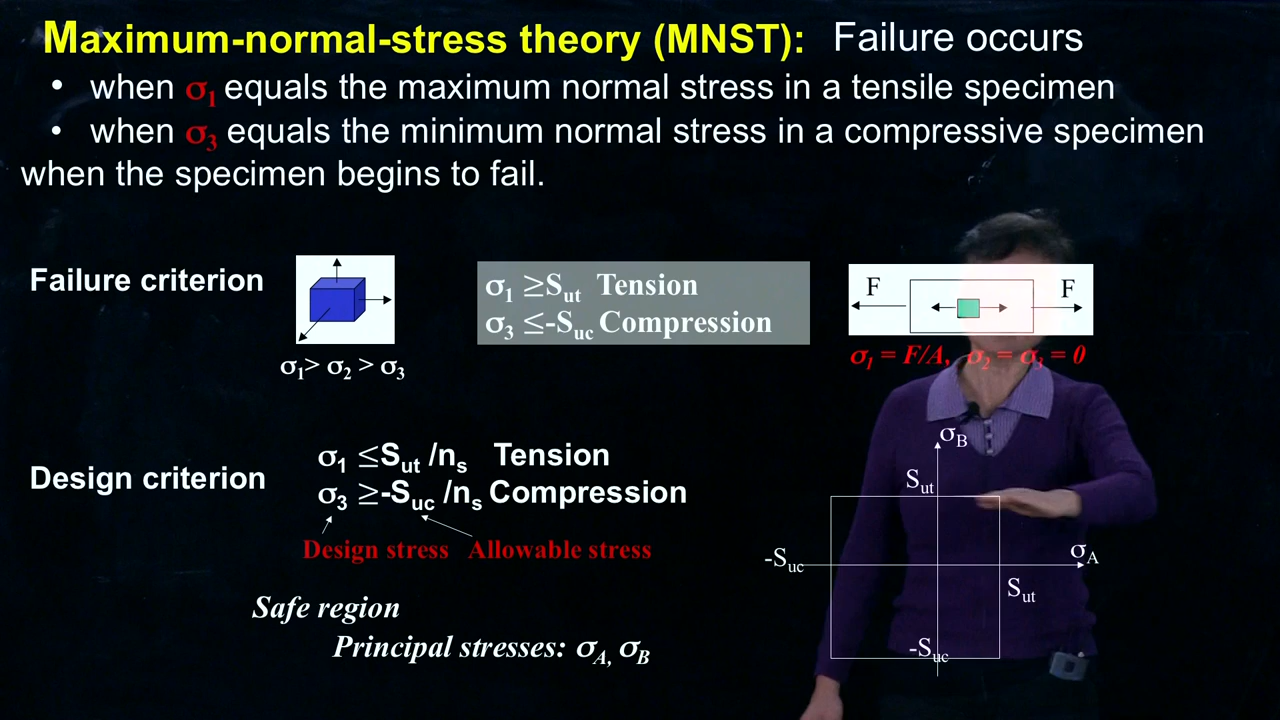 Maximum-normal-stress theory (MNST): Failure occurs
• when σ1 equals the maximum normal stress in a tensile specimen
• when σ3 equals the minimum normal stress in a compressive specimen
when the specimen begins to fail.
Failure criterion
σ1> σ2 > σ3
σ1 ≥Sut Tension
σ3 ≤-Suc Compression
F F
σ1 = F/A, σ2 = σ3 = 0
Design criterion
σ1 ≤Sut /ns Tension
σ3 ≥-Suc /ns Compression
Design stress Allowable stress
Safe region
Principal stresses: σA, σB
σB
Sut
-Suc
σA
Sut
-Suc